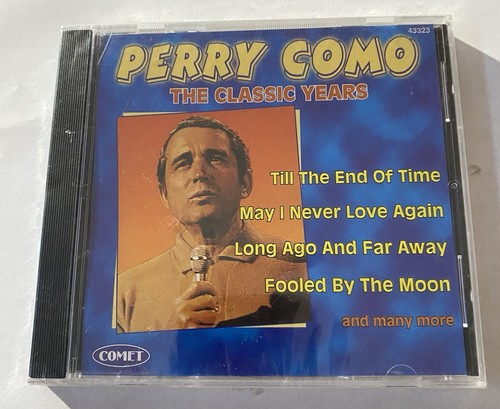 43323
PERRY COMO
THE CLASSIC YEARS
Till The End Of Time
May I Never Love Again
Long Ago And Far Away
Fooled By The Moon
and many more
COMET